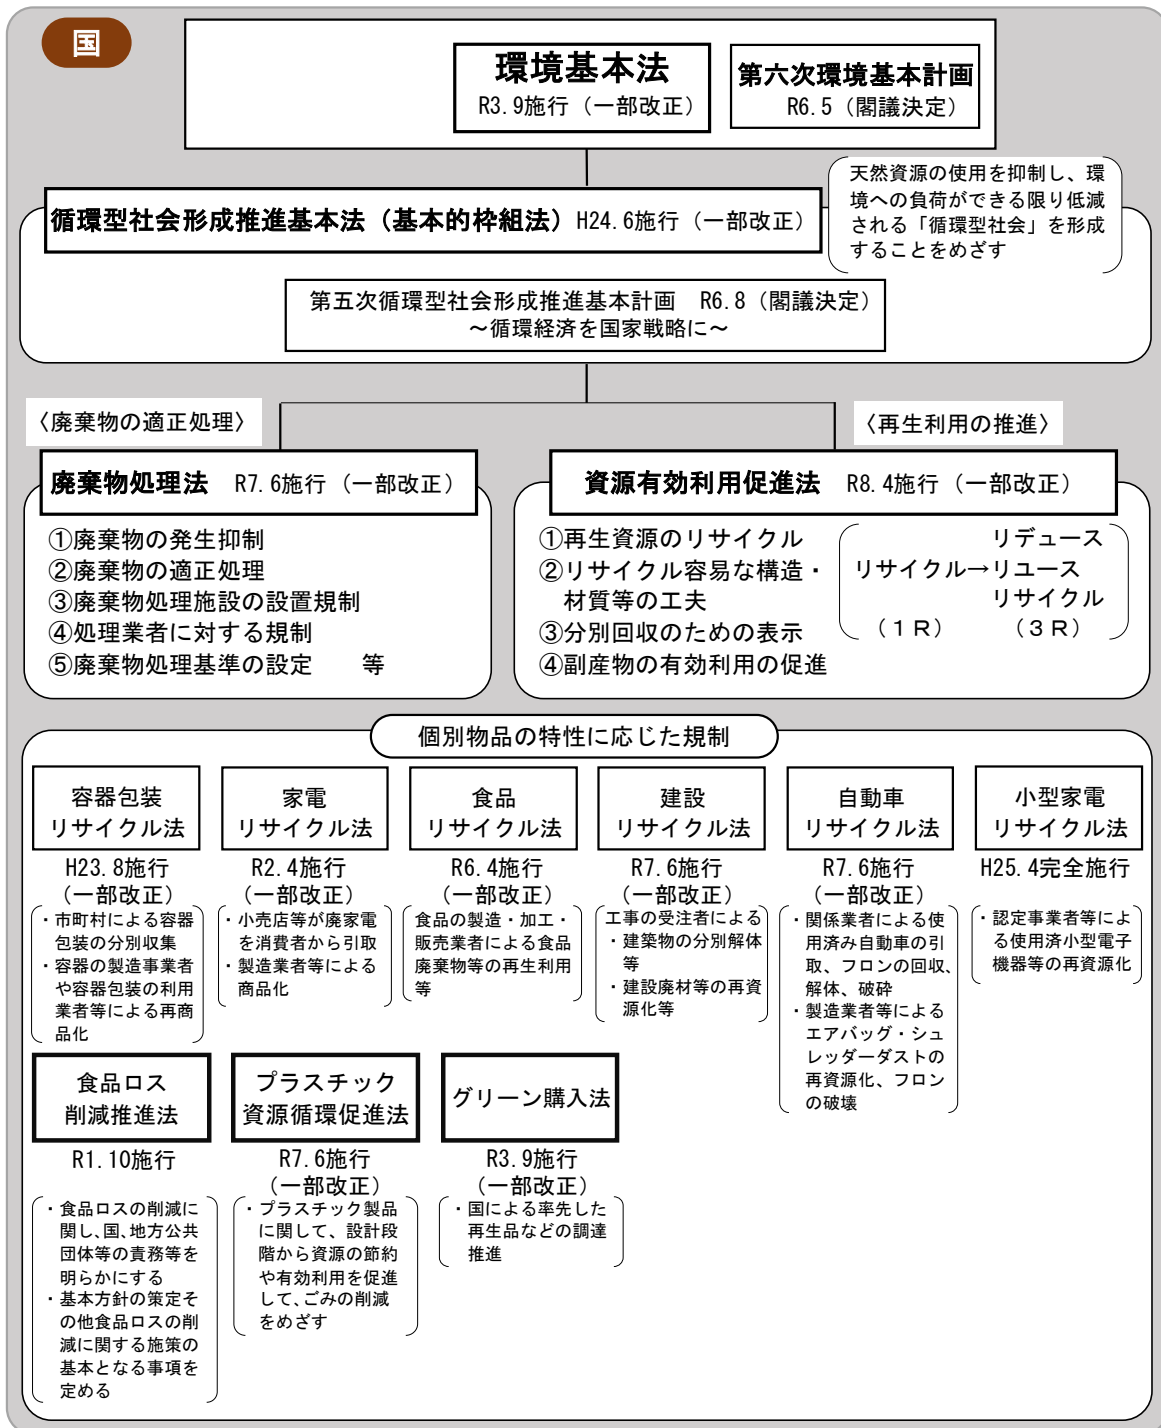 国
環境基本法
R3.9施行（一部改正）
第六次環境基本計画
R6.5（閣議決定）
循環型社会形成推進基本法（基本的枠組法）H24.6施行（一部改正）
天然資源の使用を抑制し、環
境への負荷ができる限り低減
される「循環型社会」を形成
することをめざす
第五次循環型社会形成推進基本計画　R6.8（閣議決定）
～循環経済を国家戦略に～
〈廃棄物の適正処理〉
〈再生利用の推進〉
廃棄物処理法　R7.6施行（一部改正）
①廃棄物の発生抑制
②廃棄物の適正処理
③廃棄物処理施設の設置規制
④処理業者に対する規制
⑤廃棄物処理基準の設定　　等
資源有効利用促進法　R8.4施行（一部改正）
①再生資源のリサイクル
②リサイクル容易な構造・
材質等の工夫
③分別回収のための表示
④副産物の有効利用の促進
リデュース
リサイクル→リユース
リサイクル
（１Ｒ）　　（３Ｒ）
個別物品の特性に応じた規制
容器包装
リサイクル法
H23.8施行
（一部改正）
・市町村による容器
包装の分別収集
・容器の製造事業者
や容器包装の利用
業者等による再商
品化
家電
リサイクル法
R2.4施行
（一部改正）
・小売店等が廃家電
を消費者から引取
・製造業者等による
商品化
食品
リサイクル法
R6.4施行
（一部改正）
食品の製造・加工・
販売業者による食品
廃棄物等の再生利用
等
建設
リサイクル法
R7.6施行
（一部改正）
工事の受注者による
・建築物の分別解体
等
・建設廃材等の再資
源化等
自動車
リサイクル法
R7.6施行
（一部改正）
・関係業者による使
用済み自動車の引
取、フロンの回収、
解体、破砕
・製造業者等による
エアバッグ・シュ
レッダーダストの
再資源化、フロン
の破壊
小型家電
リサイクル法
H25.4完全施行
・認定事業者等によ
る使用済小型電子
機器等の再資源化
食品ロス
削減推進法
R1.10施行
・食品ロスの削減に
関し、国、地方公共
団体等の責務等を
明らかにする
・基本方針の策定そ
の他食品ロスの削
減に関する施策の
基本となる事項を
定める
プラスチック
資源循環促進法
R7.6施行
（一部改正）
・プラスチック製品
に関して、設計段
階から資源の節約
や有効利用を促進
して、ごみの削減
をめざす
グリーン購入法
R3.9施行
（一部改正）
・国による率先した
再生品などの調達
推進